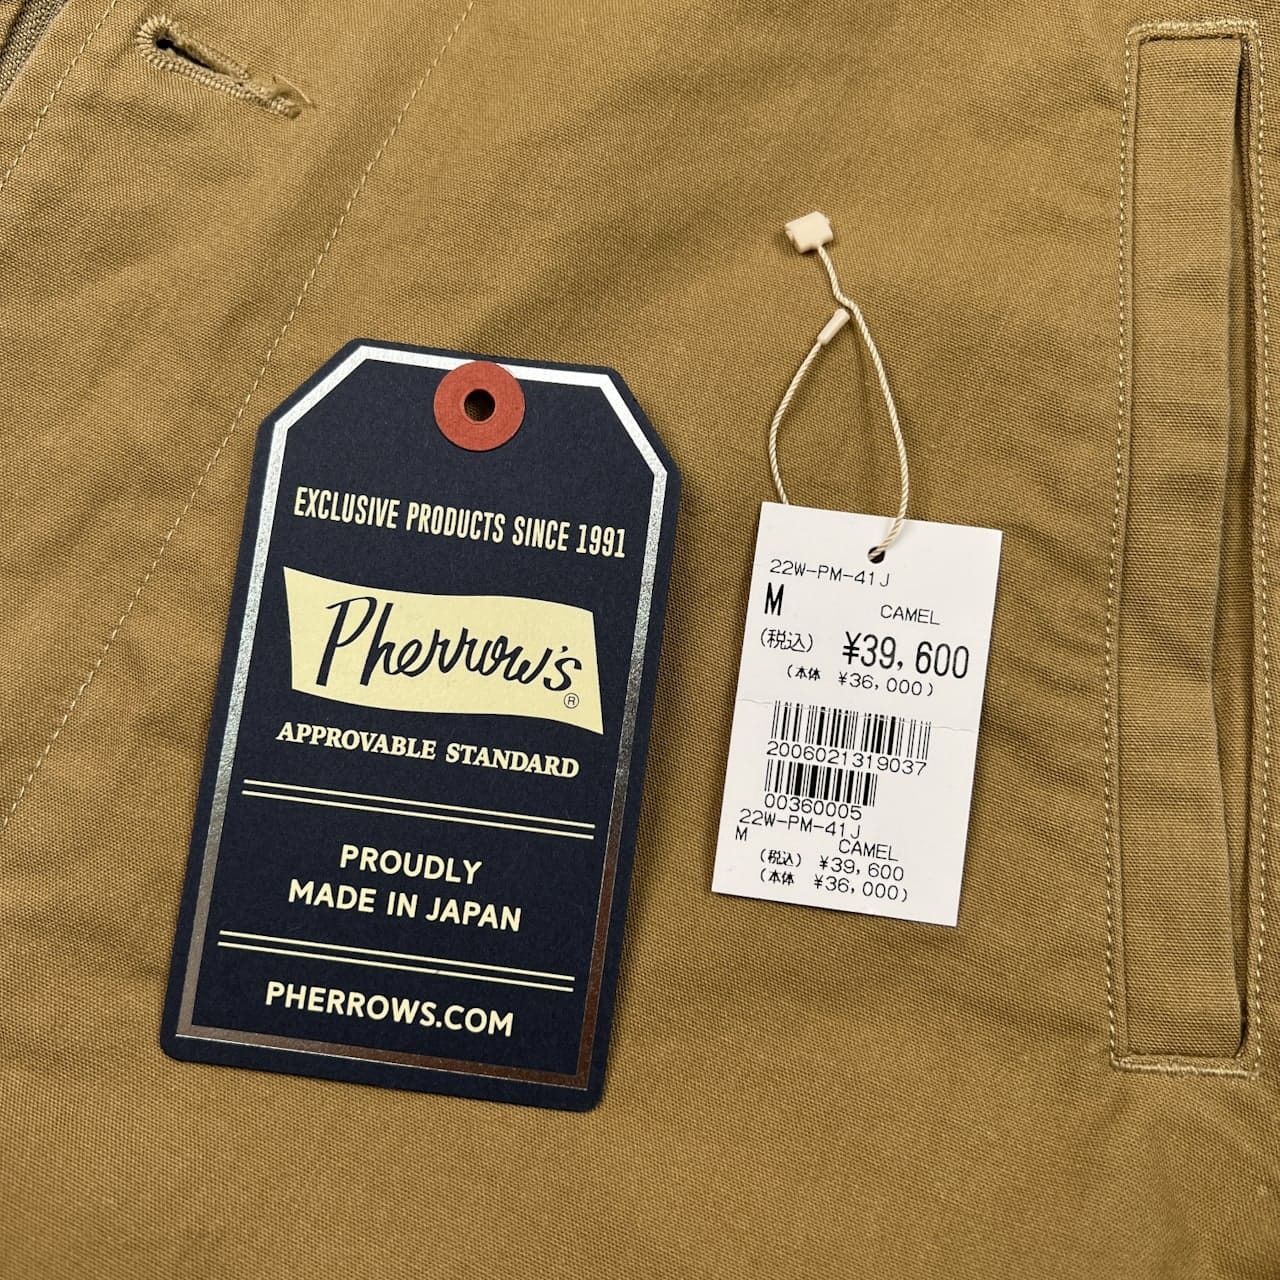 EXCLUSIVE PRODUCTS SINCE 1991
Pherrow's®
APPROVABLE STANDARD
PROUDLY
MADE IN JAPAN
PHERROWS.COM
22W-PM-41J
M
CAMEL
(税込) ¥39,600
(本体 ¥36,000)
2006021319037
00360005
22W-PM-41J
M CAMEL
(税込) ¥39,600
(本体 ¥36,000)